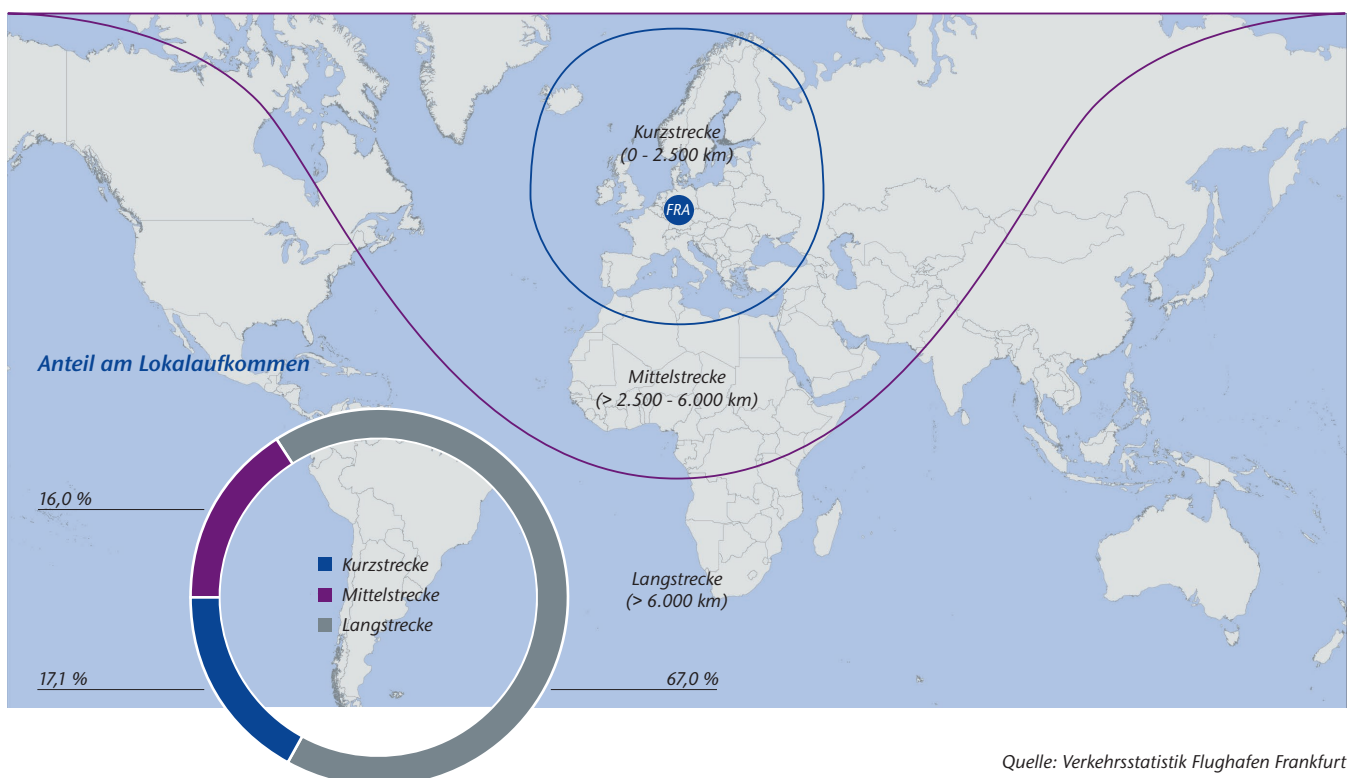 Kurzstrecke
(0 - 2.500 km)
FRA
Anteil am Lokalaufkommen
Mittelstrecke
(> 2.500 - 6.000 km)
16,0 %
Kurzstrecke
Mittelstrecke
Langstrecke
Langstrecke
(> 6.000 km)
17,1 %
67,0 %
Quelle: Verkehrsstatistik Flughafen Frankfurt